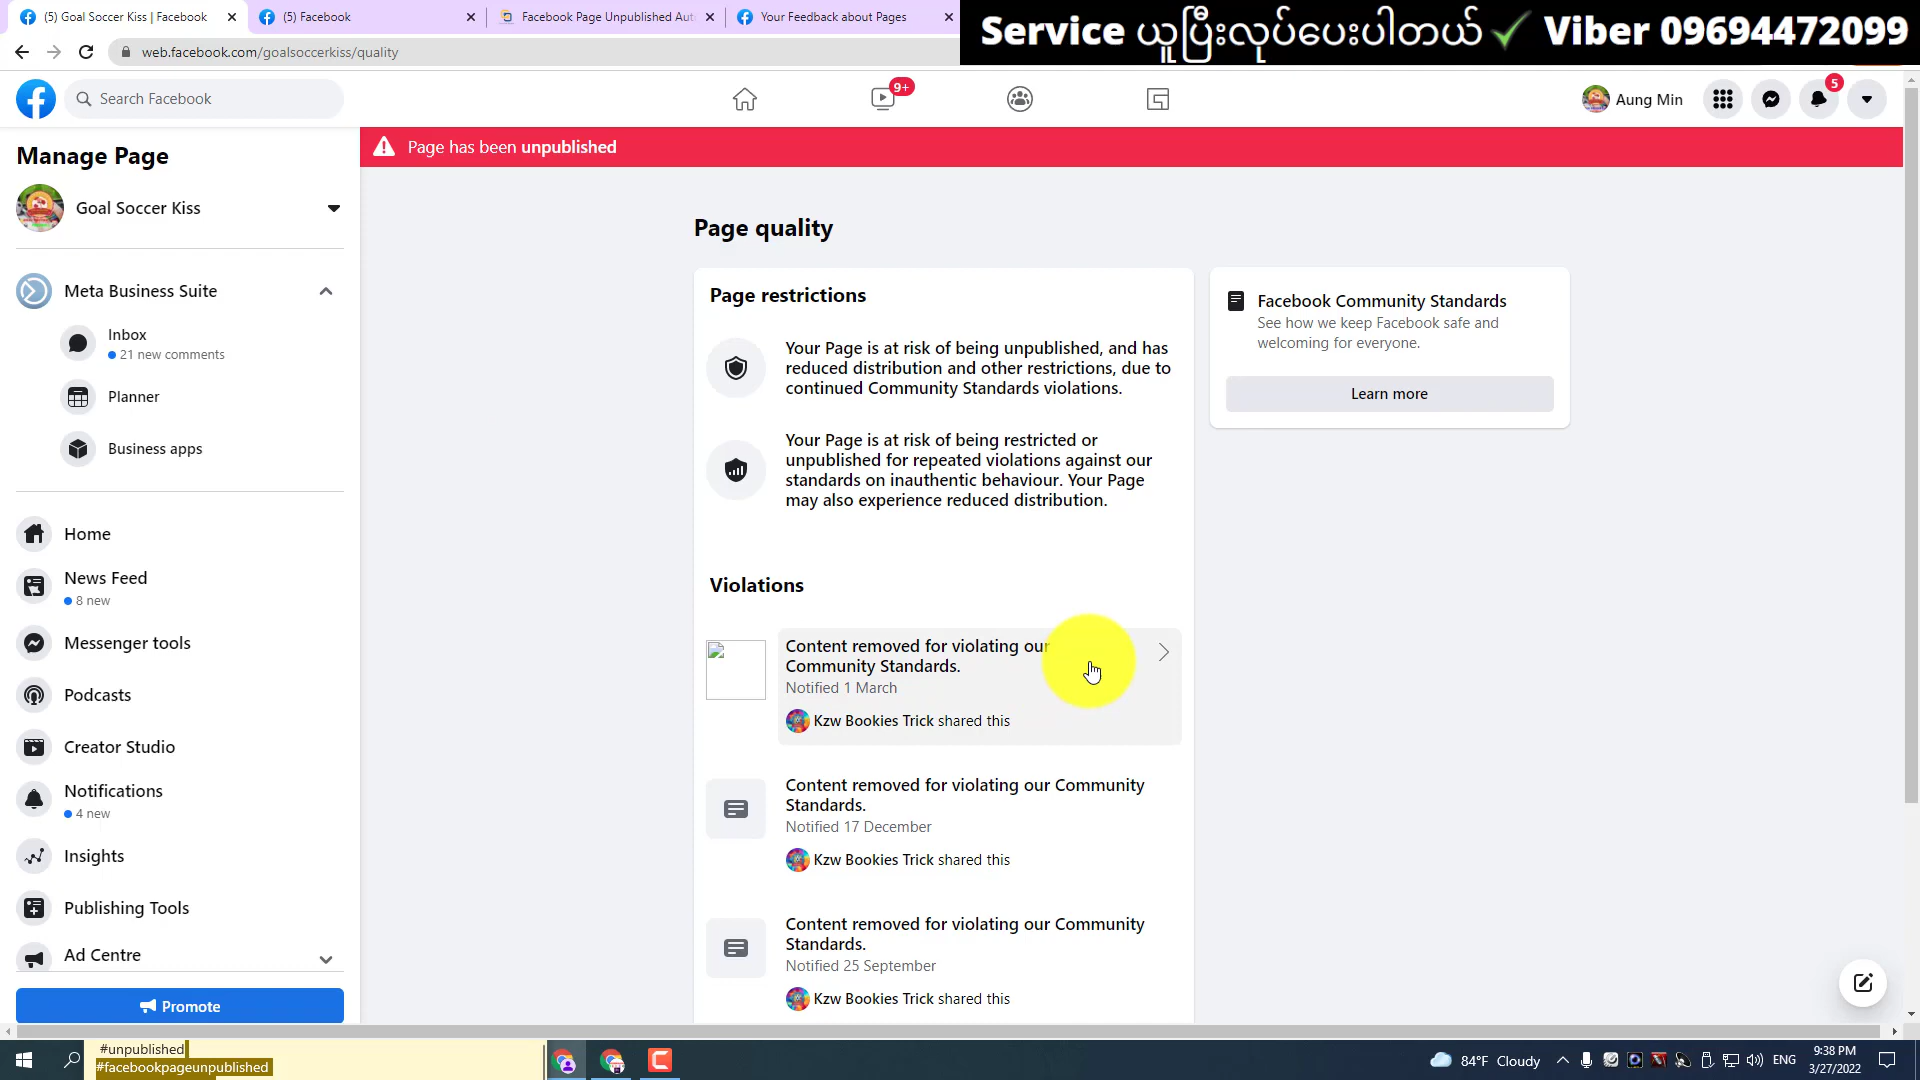 (5) Goal Soccer Kiss | Facebook
(5) Facebook
Facebook Page Unpublished Aut
Your Feedback about Pages
Service ယူပြီးလုပ်ပေးပါတယ် ✓ Viber 09694472099
web.facebook.com/goalsoccerkiss/quality
Search Facebook
9+
Aung Min
5
Manage Page
Page has been unpublished
Goal Soccer Kiss
Meta Business Suite
Inbox
21 new comments
Planner
Business apps
Home
News Feed
8 new
Messenger tools
Podcasts
Creator Studio
Notifications
4 new
Insights
Publishing Tools
Ad Centre
Promote
Page quality
Page restrictions
Your Page is at risk of being unpublished, and has
reduced distribution and other restrictions, due to
continued Community Standards violations.
Your Page is at risk of being restricted or
unpublished for repeated violations against our
standards on inauthentic behaviour. Your Page
may also experience reduced distribution.
Violations
Content removed for violating our
Community Standards.
Notified 1 March
Kzw Bookies Trick shared this
Content removed for violating our Community
Standards.
Notified 17 December
Kzw Bookies Trick shared this
Content removed for violating our Community
Standards.
Notified 25 September
Kzw Bookies Trick shared this
Facebook Community Standards
See how we keep Facebook safe and
welcoming for everyone.
Learn more
#unpublished
#facebookpageunpublished
84°F Cloudy
ENG
9:38 PM
3/27/2022